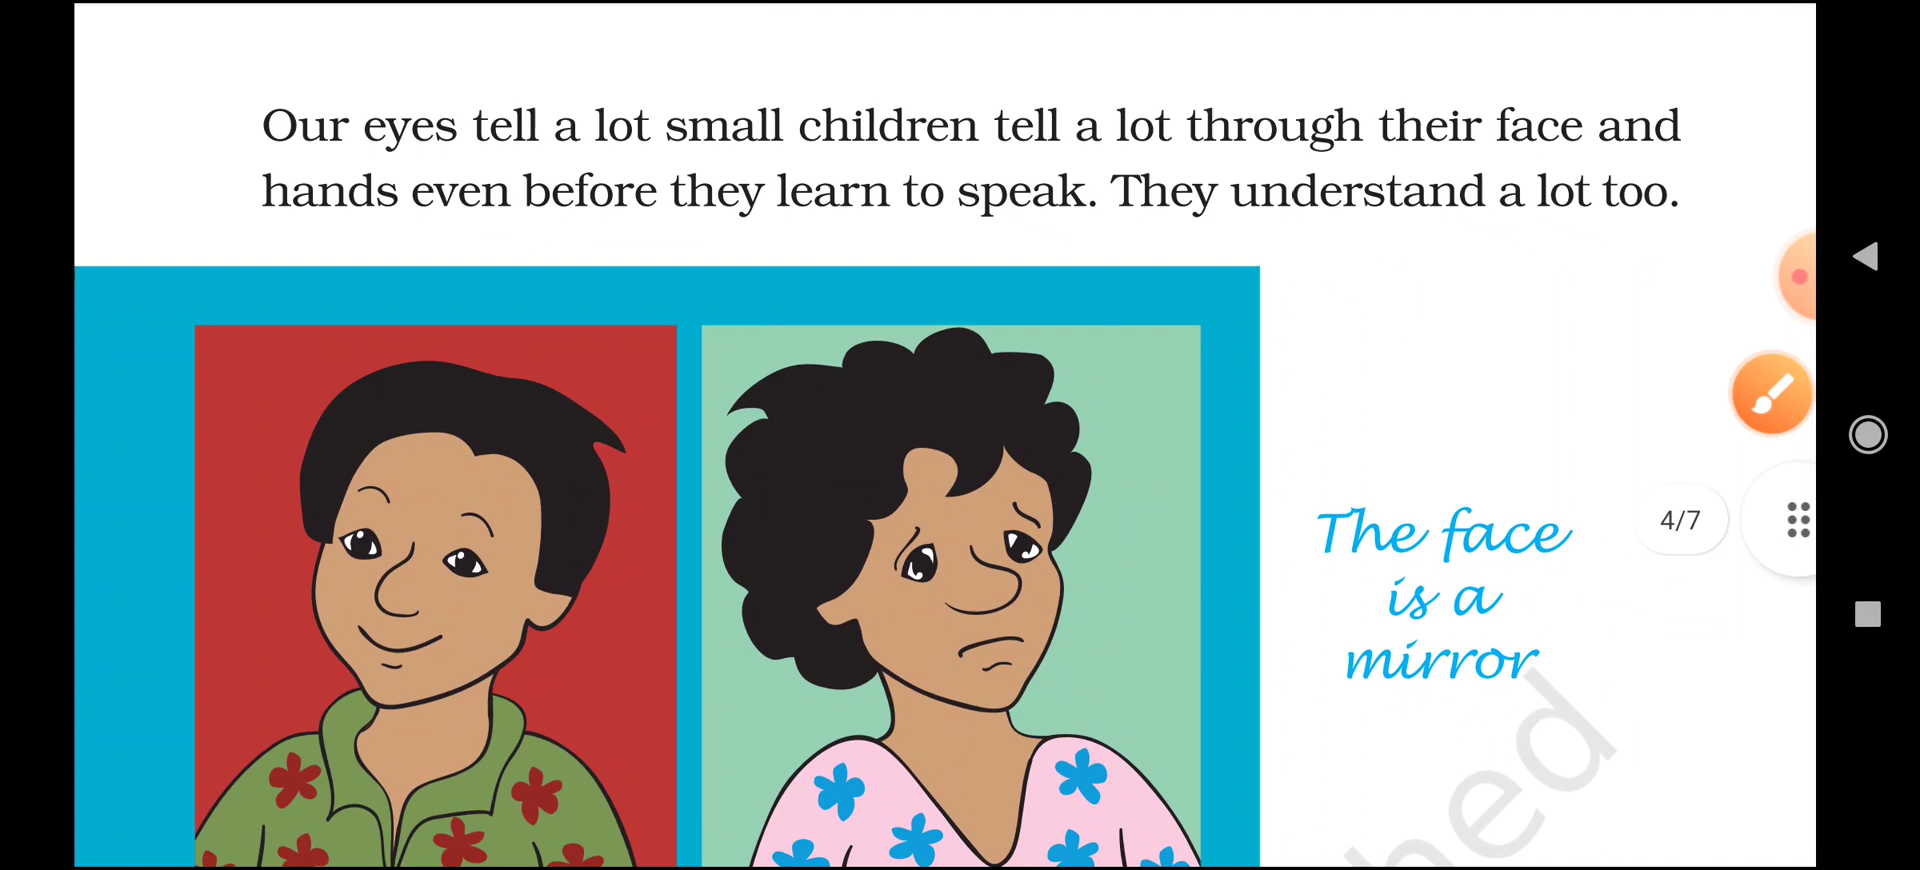 Our eyes tell a lot small children tell a lot through their face and
hands even before they learn to speak. They understand a lot too.
The face
is a
mirror
4/7
hed